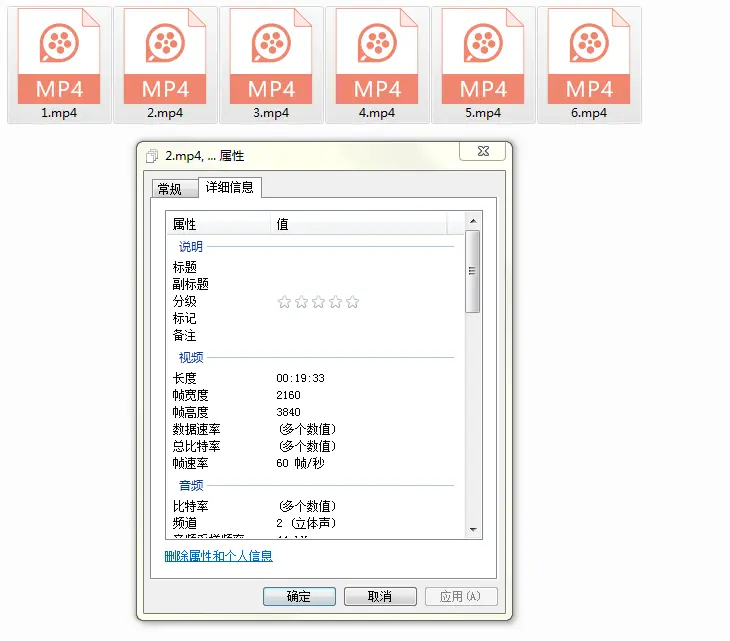 MP4 MP4 MP4 MP4 MP4 MP4
1.mp4 2.mp4 3.mp4 4.mp4 5.mp4 6.mp4
2.mp4, ... 属性
常规 详细信息
属性 值
说明
标题
副标题
分级
标记
备注
视频
长度 00:19:33
帧宽度 2160
帧高度 3840
数据速率 (多个数值)
总比特率 (多个数值)
帧速率 60 帧/秒
音频
比特率 (多个数值)
频道 2 (立体声)
删除属性和个人信息
确定 取消 应用(A)